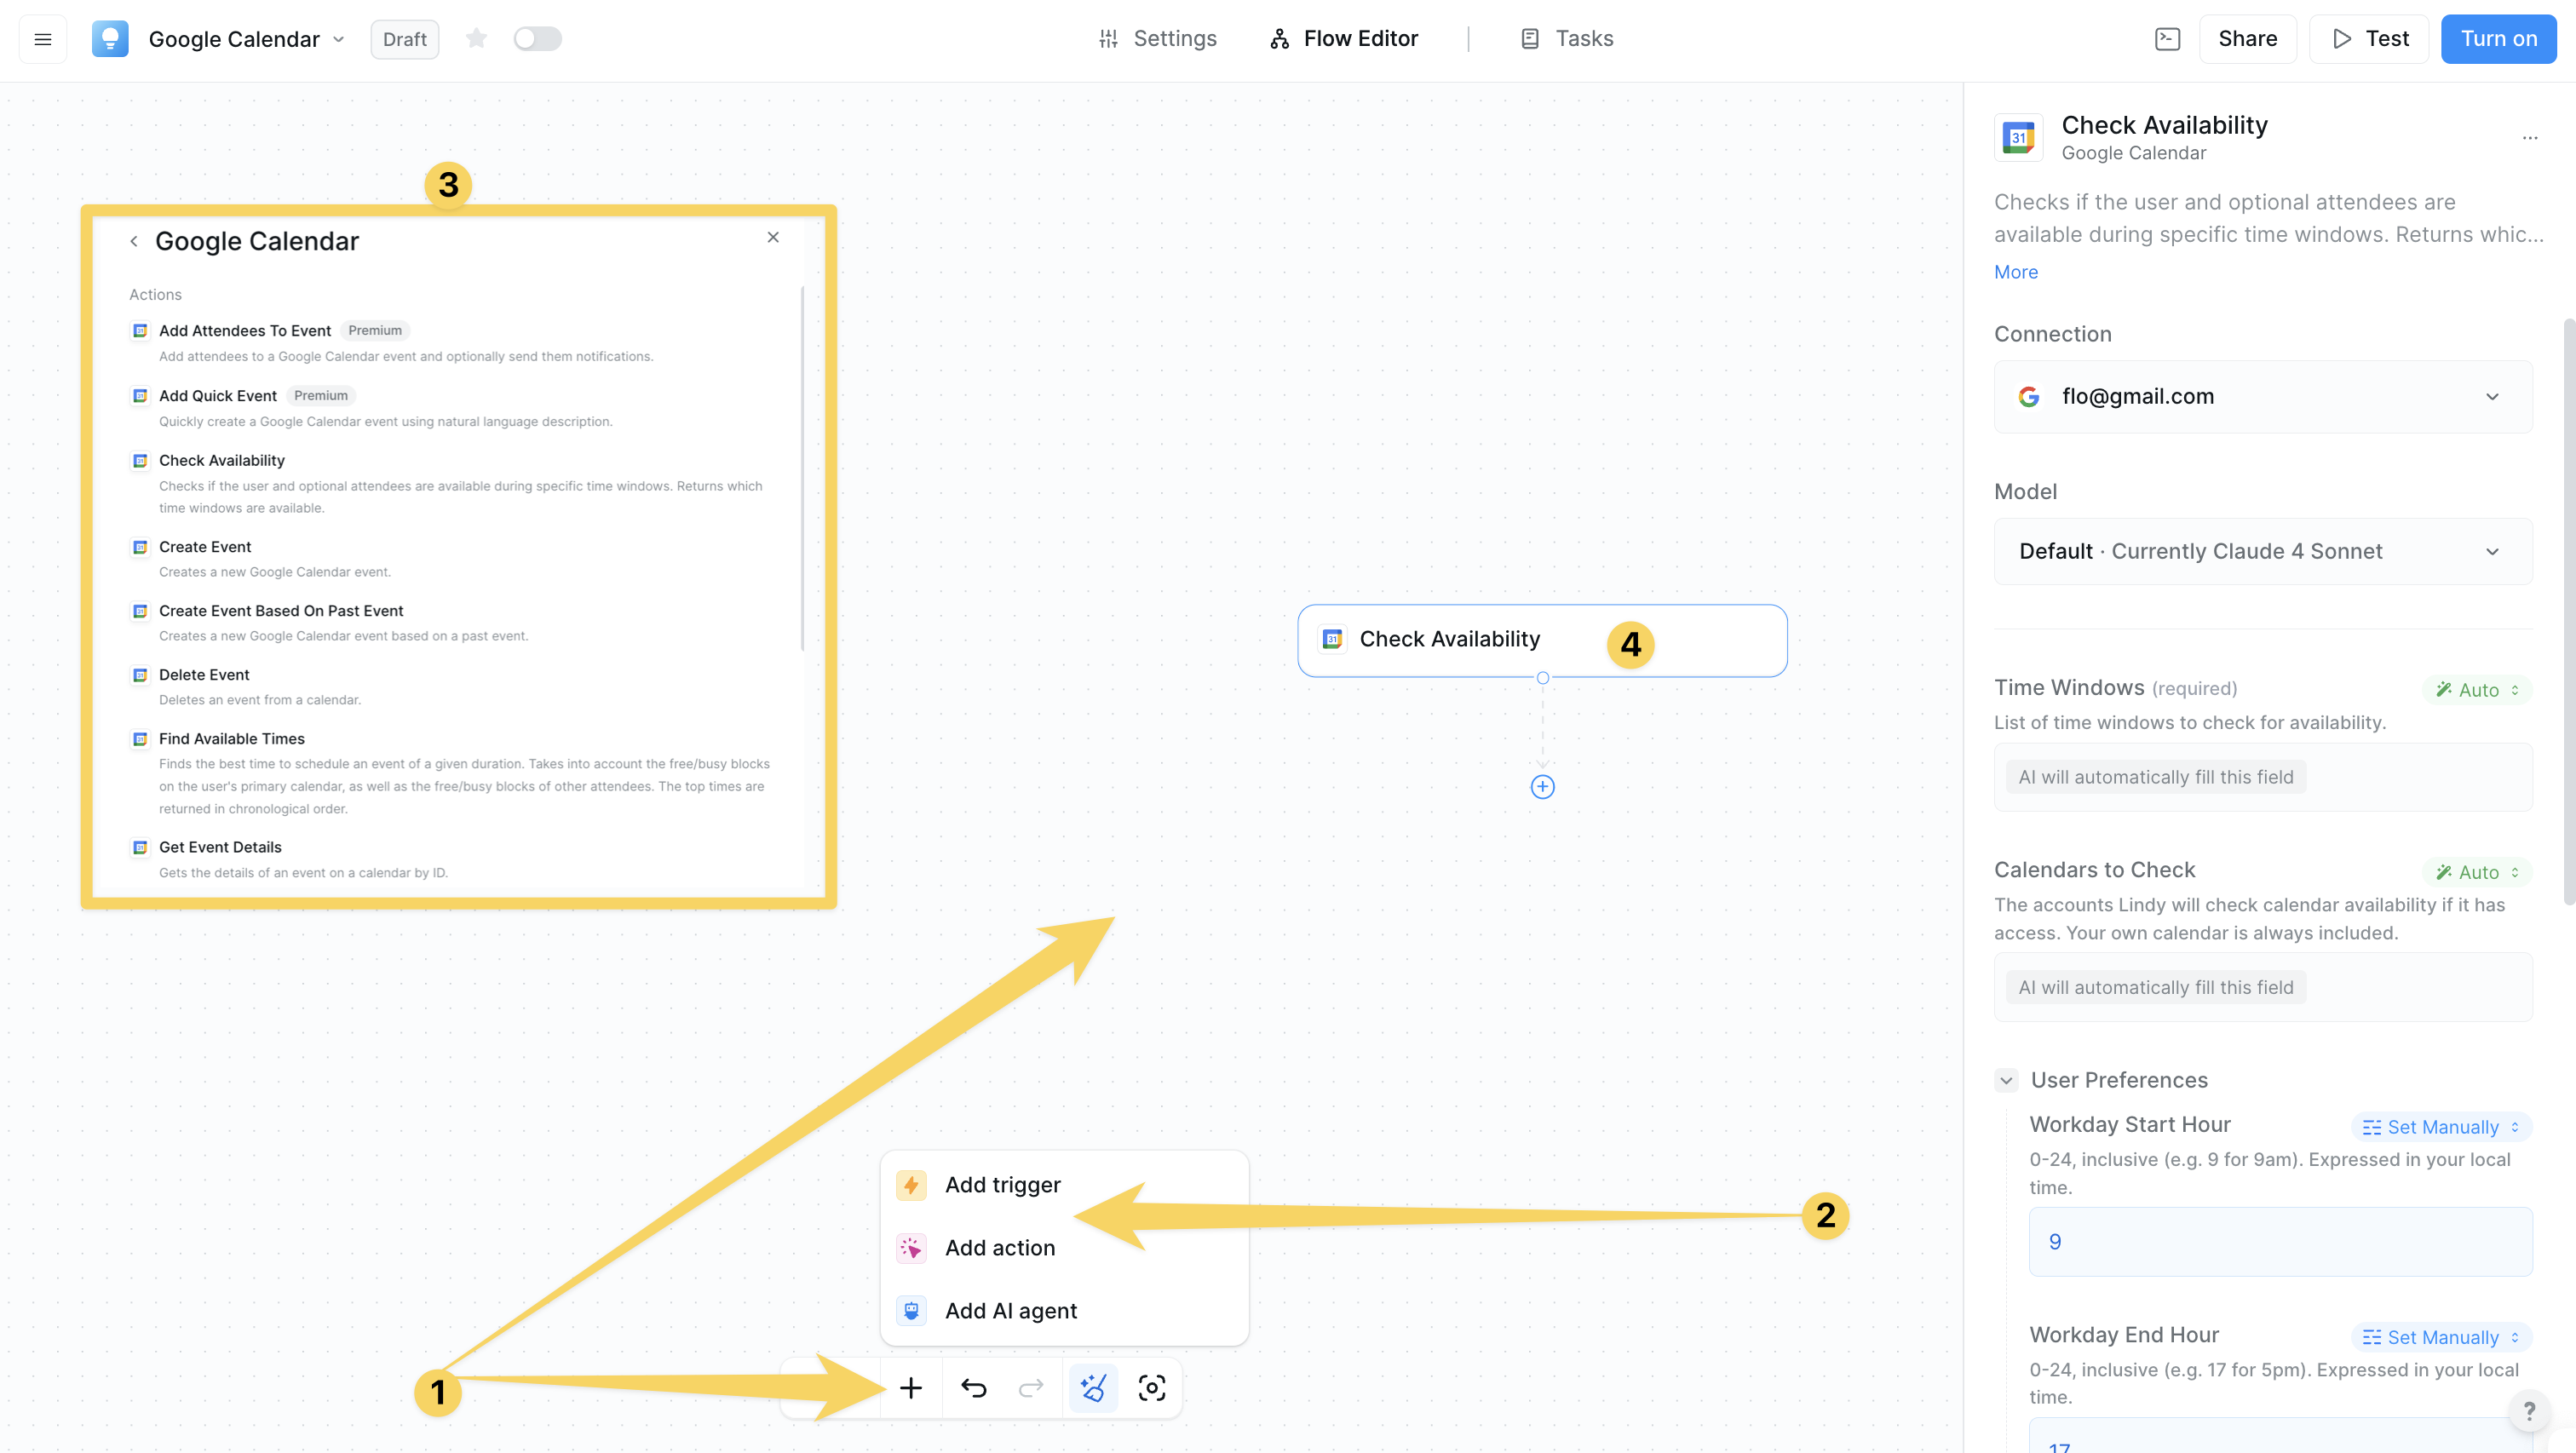 Google Calendar
Draft
Settings
Flow Editor
Tasks
Share
Test
Turn on
3
Google Calendar
Actions
Add Attendees To Event Premium
Add attendees to a Google Calendar event and optionally send them notifications.
Add Quick Event Premium
Quickly create a Google Calendar event using natural language description.
Check Availability
Checks if the user and optional attendees are available during specific time windows. Returns which
time windows are available.
Create Event
Creates a new Google Calendar event.
Create Event Based On Past Event
Creates a new Google Calendar event based on a past event.
Delete Event
Deletes an event from a calendar.
Find Available Times
Finds the best time to schedule an event of a given duration. Takes into account the free/busy blocks
on the user's primary calendar, as well as the free/busy blocks of other attendees. The top times are
returned in chronological order.
Get Event Details
Gets the details of an event on a calendar by ID.
31 Check Availability 4
Add trigger
Add action
Add AI agent
2
1
31
Check Availability
Google Calendar
Checks if the user and optional attendees are
available during specific time windows. Returns whic...
More
Connection
flo@gmail.com
Model
Default · Currently Claude 4 Sonnet
Time Windows (required)
Auto
List of time windows to check for availability.
AI will automatically fill this field
Calendars to Check
Auto
The accounts Lindy will check calendar availability if it has
access. Your own calendar is always included.
AI will automatically fill this field
User Preferences
Workday Start Hour
Set Manually
0-24, inclusive (e.g. 9 for 9am). Expressed in your local
time.
9
Workday End Hour
Set Manually
0-24, inclusive (e.g. 17 for 5pm). Expressed in your local
time.
17
?